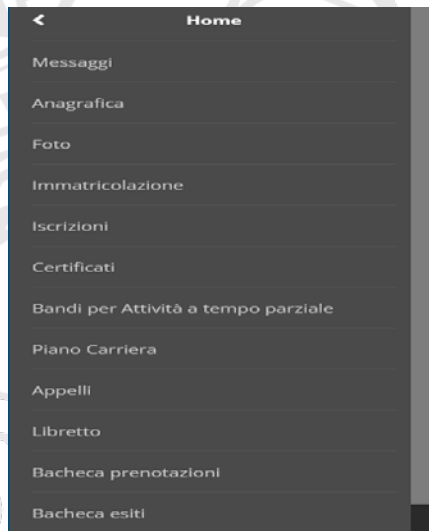 Home
Messaggi
Anagrafica
Foto
Immatricolazione
Iscrizioni
Certificati
Bandi per Attività a tempo parziale
Piano Carriera
Appelli
Libretto
Bacheca prenotazioni
Bacheca esiti